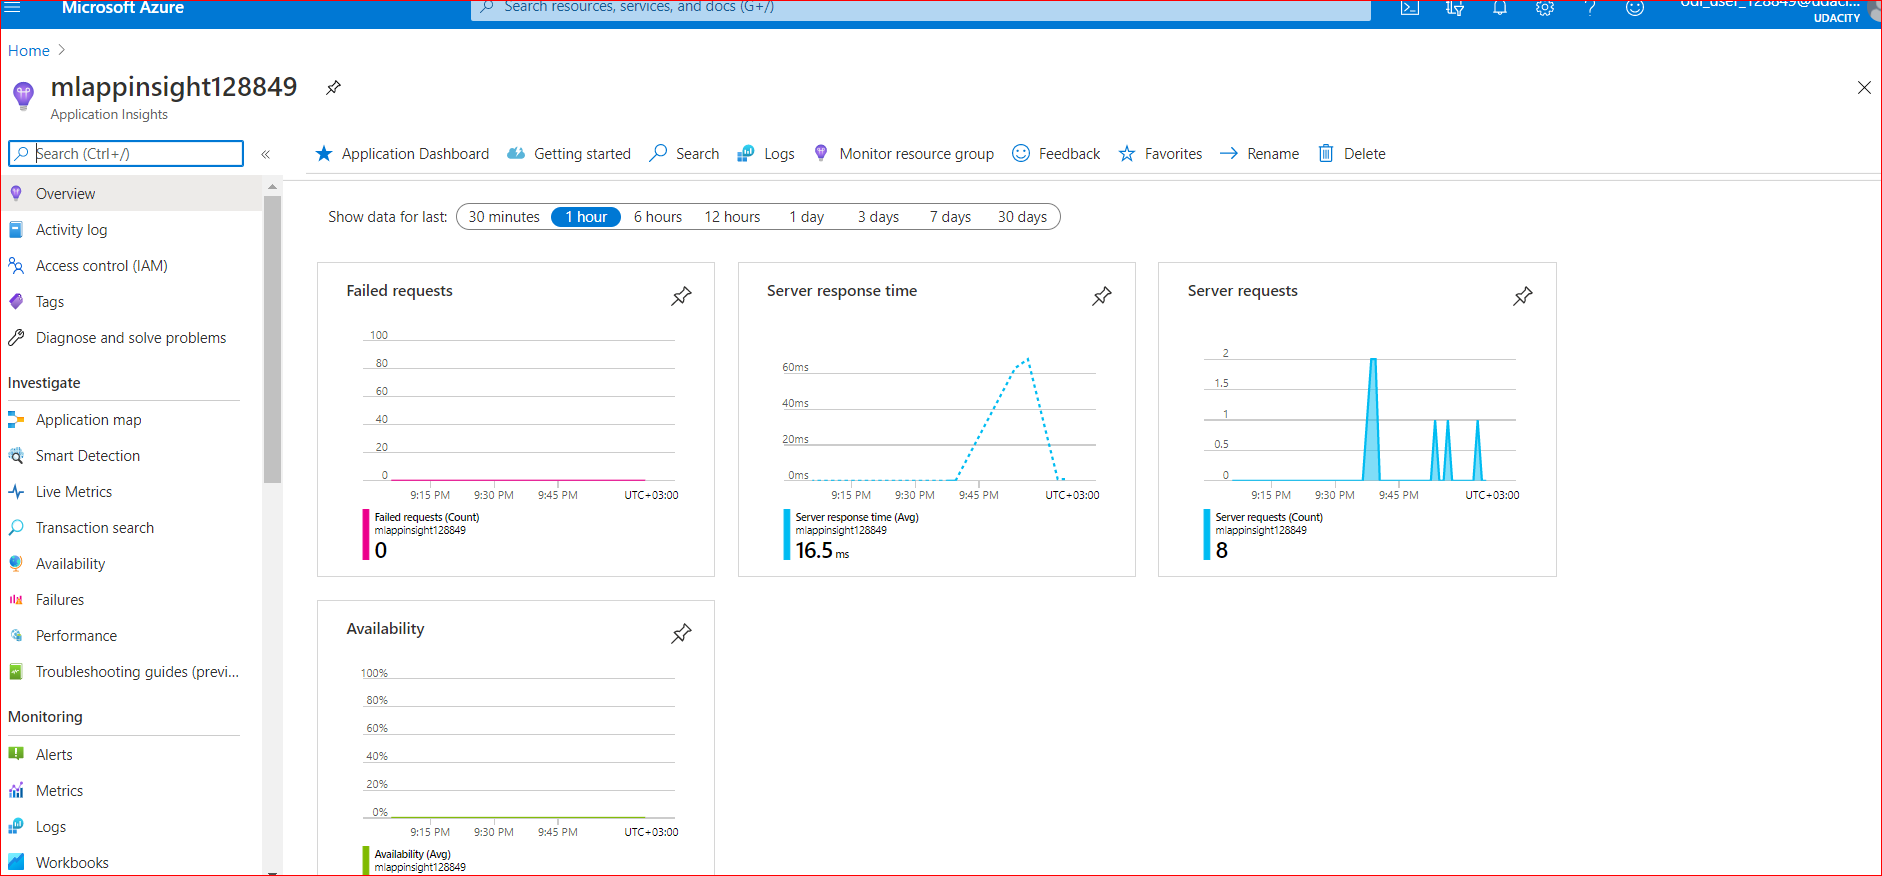 Microsoft Azure
Search resources, services, and docs (G+/)
UDACITY
Home
mlappinsight128849
Application Insights
Search (Ctrl+/)
«
Application Dashboard
Getting started
Search
Logs
Monitor resource group
Feedback
Favorites
Rename
Delete
Overview
Activity log
Access control (IAM)
Tags
Diagnose and solve problems
Investigate
Application map
Smart Detection
Live Metrics
Transaction search
Availability
Failures
Performance
Troubleshooting guides (previ...
Monitoring
Alerts
Metrics
Logs
Workbooks
Show data for last: 30 minutes 1 hour 6 hours 12 hours 1 day 3 days 7 days 30 days
Failed requests
100
80
60
40
20
0
9:15 PM 9:30 PM 9:45 PM UTC+03:00
Failed requests (Count)
mlappinsight128849
0
Server response time
60ms
40ms
20ms
0ms
9:15 PM 9:30 PM 9:45 PM UTC+03:00
Server response time (Avg)
mlappinsight128849
16.5 ms
Server requests
2
1.5
1
0.5
0
9:15 PM 9:30 PM 9:45 PM UTC+03:00
Server requests (Count)
mlappinsight128849
8
Availability
100%
80%
60%
40%
20%
0%
9:15 PM 9:30 PM 9:45 PM UTC+03:00
Availability (Avg)
mlappinsight128849